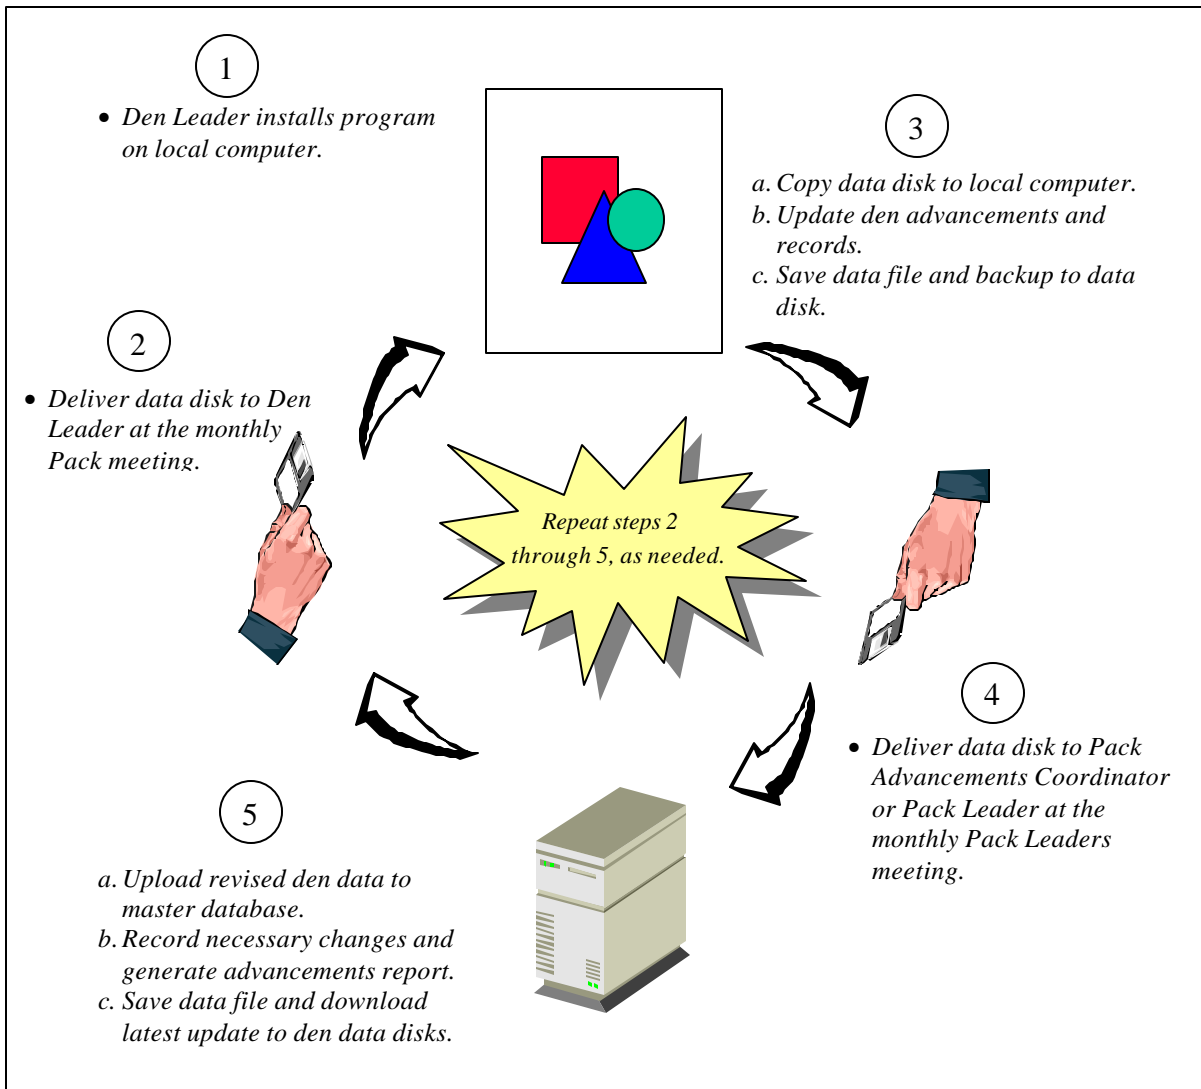 1
• Den Leader installs program
on local computer.
2
• Deliver data disk to Den
Leader at the monthly
Pack meeting.
3
a. Copy data disk to local computer.
b. Update den advancements and
records.
c. Save data file and backup to data
disk.
Repeat steps 2
through 5, as needed.
4
• Deliver data disk to Pack
Advancements Coordinator
or Pack Leader at the
monthly Pack Leaders
meeting.
5
a. Upload revised den data to
master database.
b. Record necessary changes and
generate advancements report.
c. Save data file and download
latest update to den data disks.